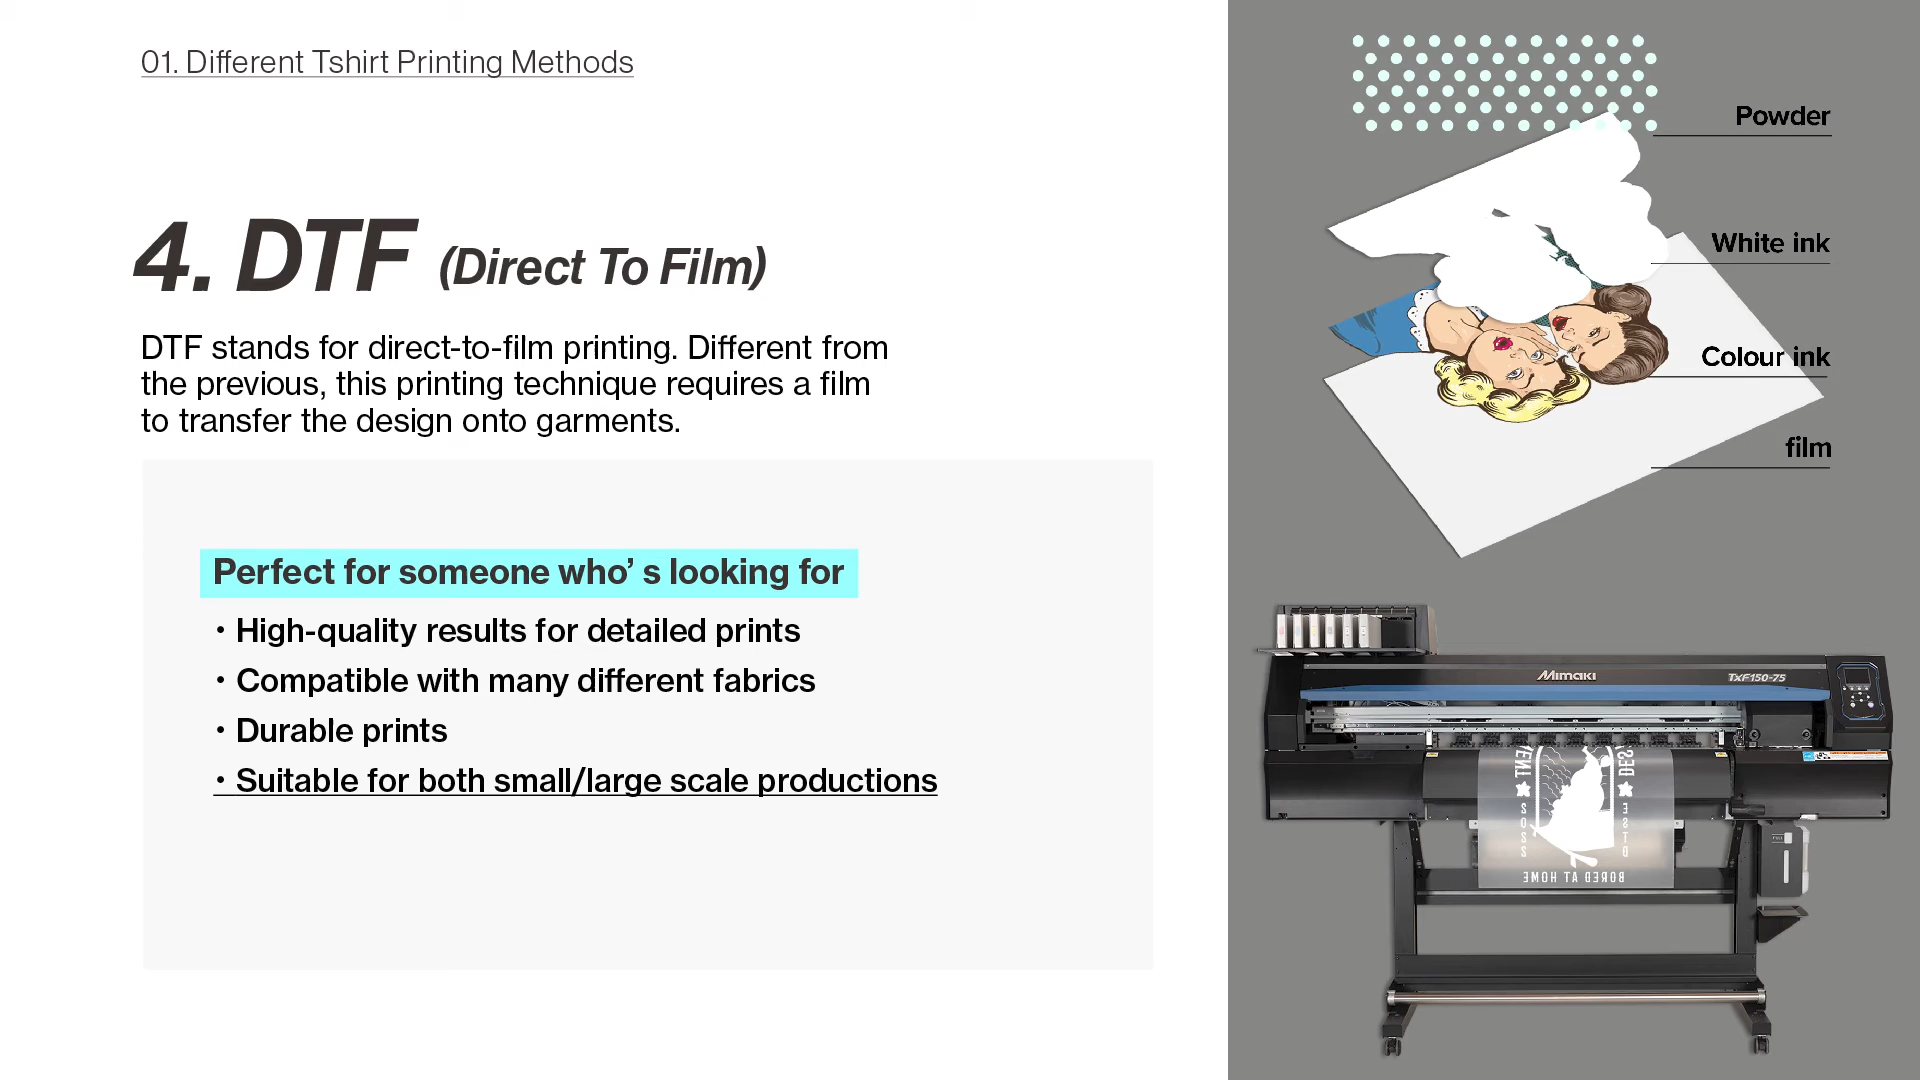 01. Different Tshirt Printing Methods
4. DTF (Direct To Film)
DTF stands for direct-to-film printing. Different from
the previous, this printing technique requires a film
to transfer the design onto garments.
Perfect for someone who’ s looking for
・High-quality results for detailed prints
・Compatible with many different fabrics
・Durable prints
・Suitable for both small/large scale productions
Powder
White ink
Colour ink
film
Mimaki
TxF150-75
BORED AT HOME